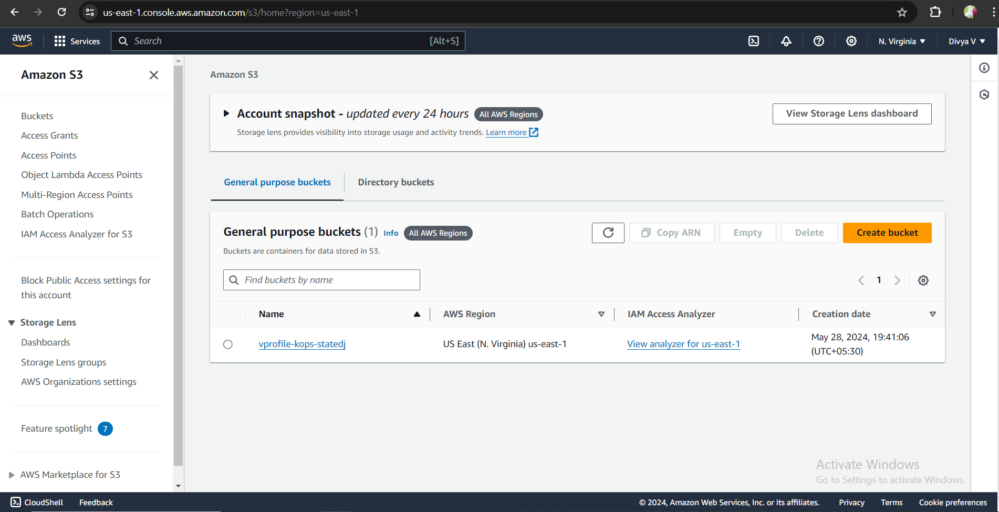 us-east-1.console.aws.amazon.com/s3/home?region=us-east-1
aws
Services
Search
[Alt+S]
N. Virginia
Divya V
Amazon S3
Buckets
Access Grants
Access Points
Object Lambda Access Points
Multi-Region Access Points
Batch Operations
IAM Access Analyzer for S3
Block Public Access settings for
this account
Storage Lens
Dashboards
Storage Lens groups
AWS Organizations settings
Feature spotlight 7
AWS Marketplace for S3
Amazon S3
Account snapshot - updated every 24 hours All AWS Regions
View Storage Lens dashboard
Storage lens provides visibility into storage usage and activity trends. Learn more
General purpose buckets
Directory buckets
General purpose buckets (1) Info All AWS Regions
Copy ARN
Empty
Delete
Create bucket
Buckets are containers for data stored in S3.
Find buckets by name
1
Name
AWS Region
IAM Access Analyzer
Creation date
vprofile-kops-statedj
US East (N. Virginia) us-east-1
View analyzer for us-east-1
May 28, 2024, 19:41:06
(UTC+05:30)
Activate Windows
Go to Settings to activate Windows.
CloudShell
Feedback
© 2024, Amazon Web Services, Inc. or its affiliates.
Privacy
Terms
Cookie preferences